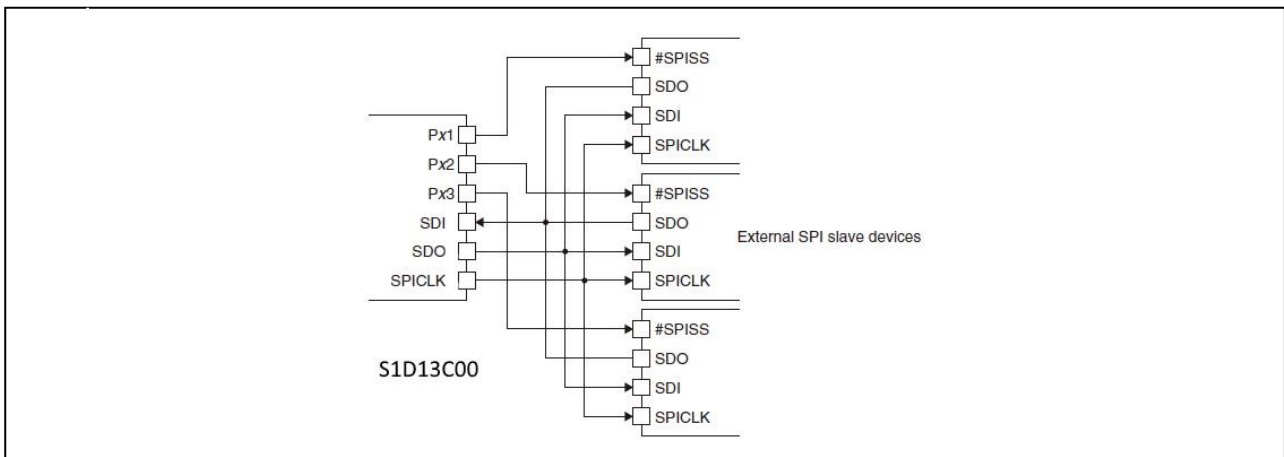 #SPISS
SDO
SDI
SPICLK
Px1
Px2
Px3
SDI
SDO
SPICLK
S1D13C00
#SPISS
SDO
SDI
SPICLK
External SPI slave devices
#SPISS
SDO
SDI
SPICLK